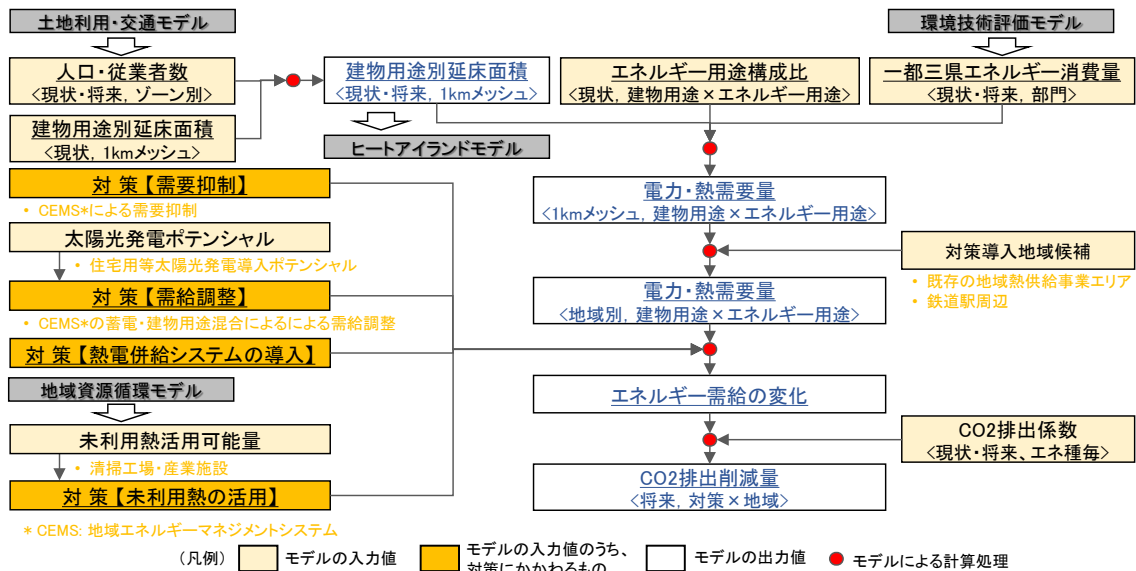 土地利用・交通モデル
環境技術評価モデル
人口・従業者数
<現状・将来, ゾーン別>
建物用途別延床面積
<現状・将来, 1kmメッシュ>
エネルギー用途構成比
<現状, 建物用途×エネルギー用途>
一都三県エネルギー消費量
<現状・将来, 部門>
建物用途別延床面積
<現状, 1kmメッシュ>
ヒートアイランドモデル
対 策【需要抑制】
• CEMS*による需要抑制
電力・熱需要量
<1kmメッシュ, 建物用途×エネルギー用途>
太陽光発電ポテンシャル
• 住宅用等太陽光発電導入ポテンシャル
対策導入地域候補
• 既存の地域熱供給事業エリア
• 鉄道駅周辺
対 策【需給調整】
• CEMS*の蓄電・建物用途混合によるによる需給調整
電力・熱需要量
<地域別, 建物用途×エネルギー用途>
対 策【熱電併給システムの導入】
地域資源循環モデル
エネルギー需給の変化
未利用熱活用可能量
• 清掃工場・産業施設
CO2排出係数
<現状・将来、エネ種毎>
対 策【未利用熱の活用】
CO2排出削減量
<将来, 対策×地域>
* CEMS: 地域エネルギーマネジメントシステム
(凡例)
モデルの入力値
モデルの入力値のうち、
対策にかかわるもの
モデルの出力値
モデルによる計算処理